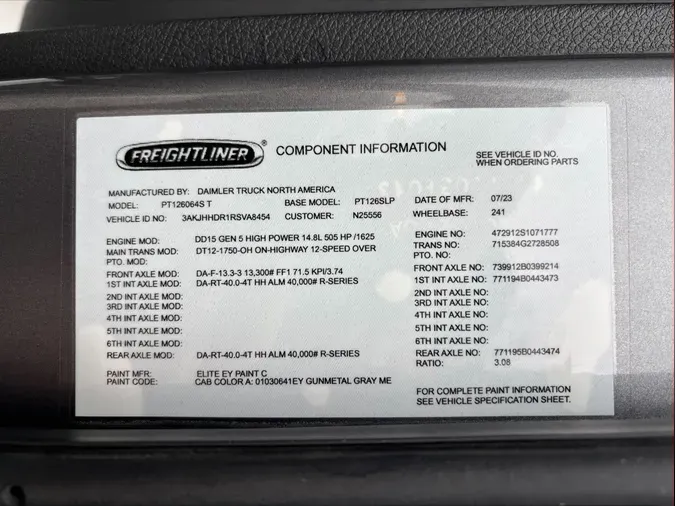 FREIGHTLINER® COMPONENT INFORMATION
SEE VEHICLE ID NO.
WHEN ORDERING PARTS
MANUFACTURED BY: DAIMLER TRUCK NORTH AMERICA
MODEL: PT126064S T BASE MODEL: PT126SLP DATE OF MFR: 07/23
VEHICLE ID NO: 3AKJHHDR1RSVA8454 CUSTOMER: N25556 WHEELBASE: 241
ENGINE MOD: DD15 GEN 5 HIGH POWER 14.8L 505 HP /1625 ENGINE NO: 472912S1071777
MAIN TRANS MOD: DT12-1750-OH ON-HIGHWAY 12-SPEED OVER TRANS NO: 715384G2728508
PTO. MOD: PTO. NO:
FRONT AXLE MOD: DA-F-13.3-3 13,300# FF1 71.5 KPI/3.74 FRONT AXLE NO: 739912B0399214
1ST INT AXLE MOD: DA-RT-40.0-4T HH ALM 40,000# R-SERIES 1ST INT AXLE NO: 771194B0443473
2ND INT AXLE MOD: 2ND INT AXLE NO:
3RD INT AXLE MOD: 3RD INT AXLE NO:
4TH INT AXLE MOD: 4TH INT AXLE NO:
5TH INT AXLE MOD: 5TH INT AXLE NO:
6TH INT AXLE MOD: 6TH INT AXLE NO:
REAR AXLE MOD: DA-RT-40.0-4T HH ALM 40,000# R-SERIES REAR AXLE NO: 771195B0443474
RATIO: 3.08
PAINT MFR: ELITE EY PAINT C
PAINT CODE: CAB COLOR A: 01030641EY GUNMETAL GRAY ME
FOR COMPLETE PAINT INFORMATION
SEE VEHICLE SPECIFICATION SHEET.